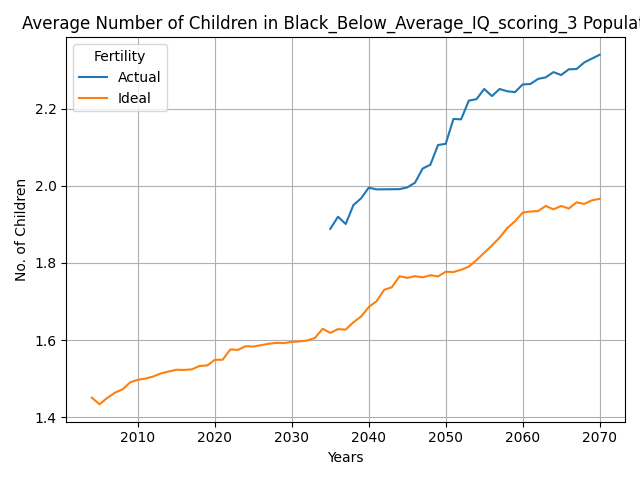 Average Number of Children in Black_Below_Average_IQ_scoring_3 Populat
Fertility
Actual
Ideal
No. of Children
2.2
2.0
1.8
1.6
1.4
2010 2020 2030 2040 2050 2060 2070
Years